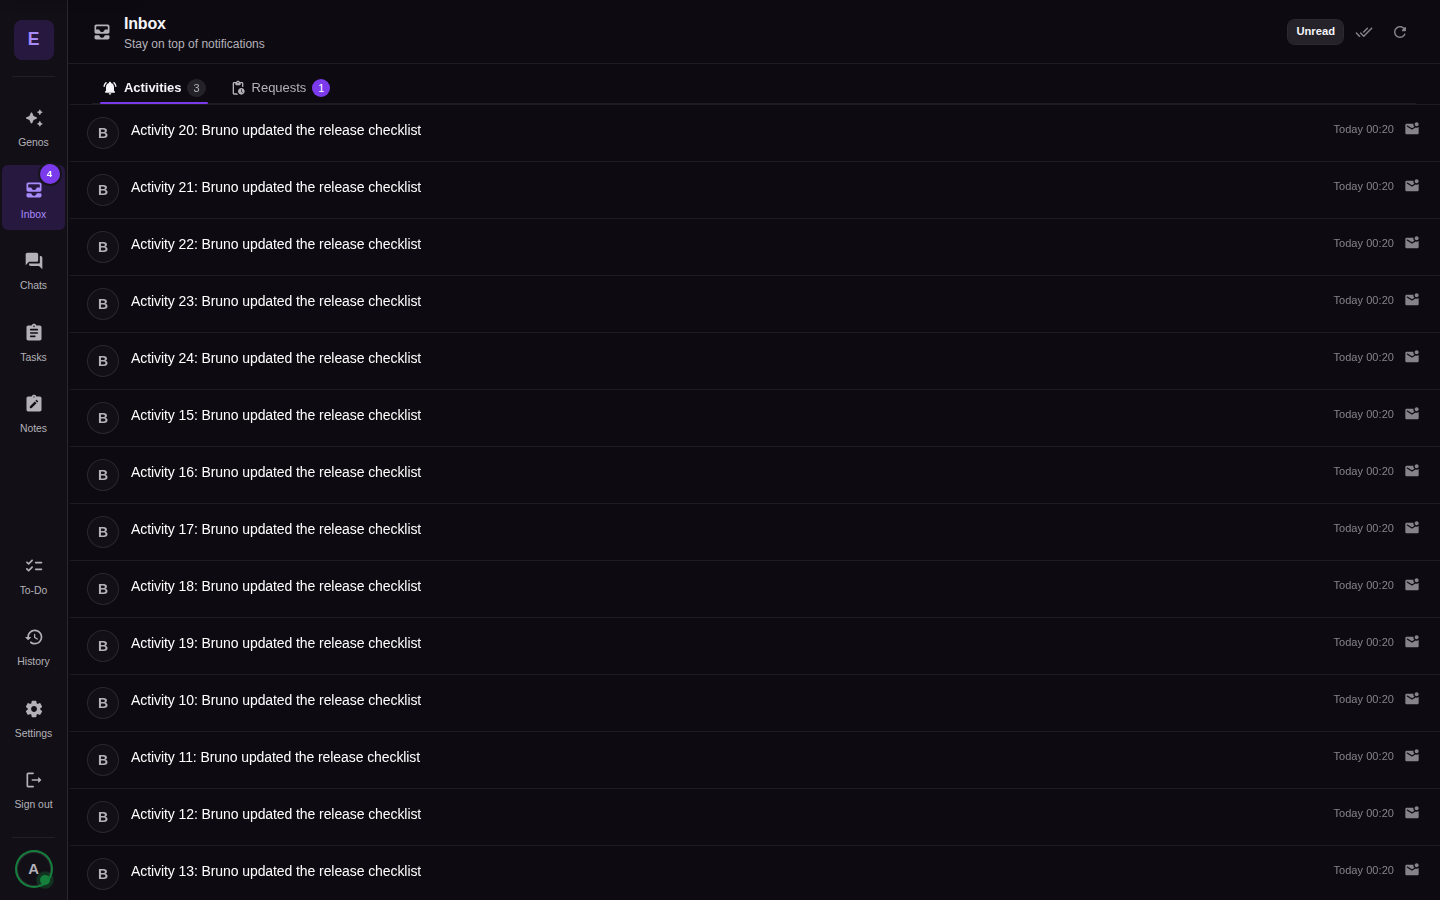 E
Genos
4
Inbox
Chats
Tasks
Notes
To-Do
History
Settings
Sign out
A
Inbox
Stay on top of notifications
Unread
Activities 3
Requests 1
B Activity 20: Bruno updated the release checklist Today 00:20
B Activity 21: Bruno updated the release checklist Today 00:20
B Activity 22: Bruno updated the release checklist Today 00:20
B Activity 23: Bruno updated the release checklist Today 00:20
B Activity 24: Bruno updated the release checklist Today 00:20
B Activity 15: Bruno updated the release checklist Today 00:20
B Activity 16: Bruno updated the release checklist Today 00:20
B Activity 17: Bruno updated the release checklist Today 00:20
B Activity 18: Bruno updated the release checklist Today 00:20
B Activity 19: Bruno updated the release checklist Today 00:20
B Activity 10: Bruno updated the release checklist Today 00:20
B Activity 11: Bruno updated the release checklist Today 00:20
B Activity 12: Bruno updated the release checklist Today 00:20
B Activity 13: Bruno updated the release checklist Today 00:20